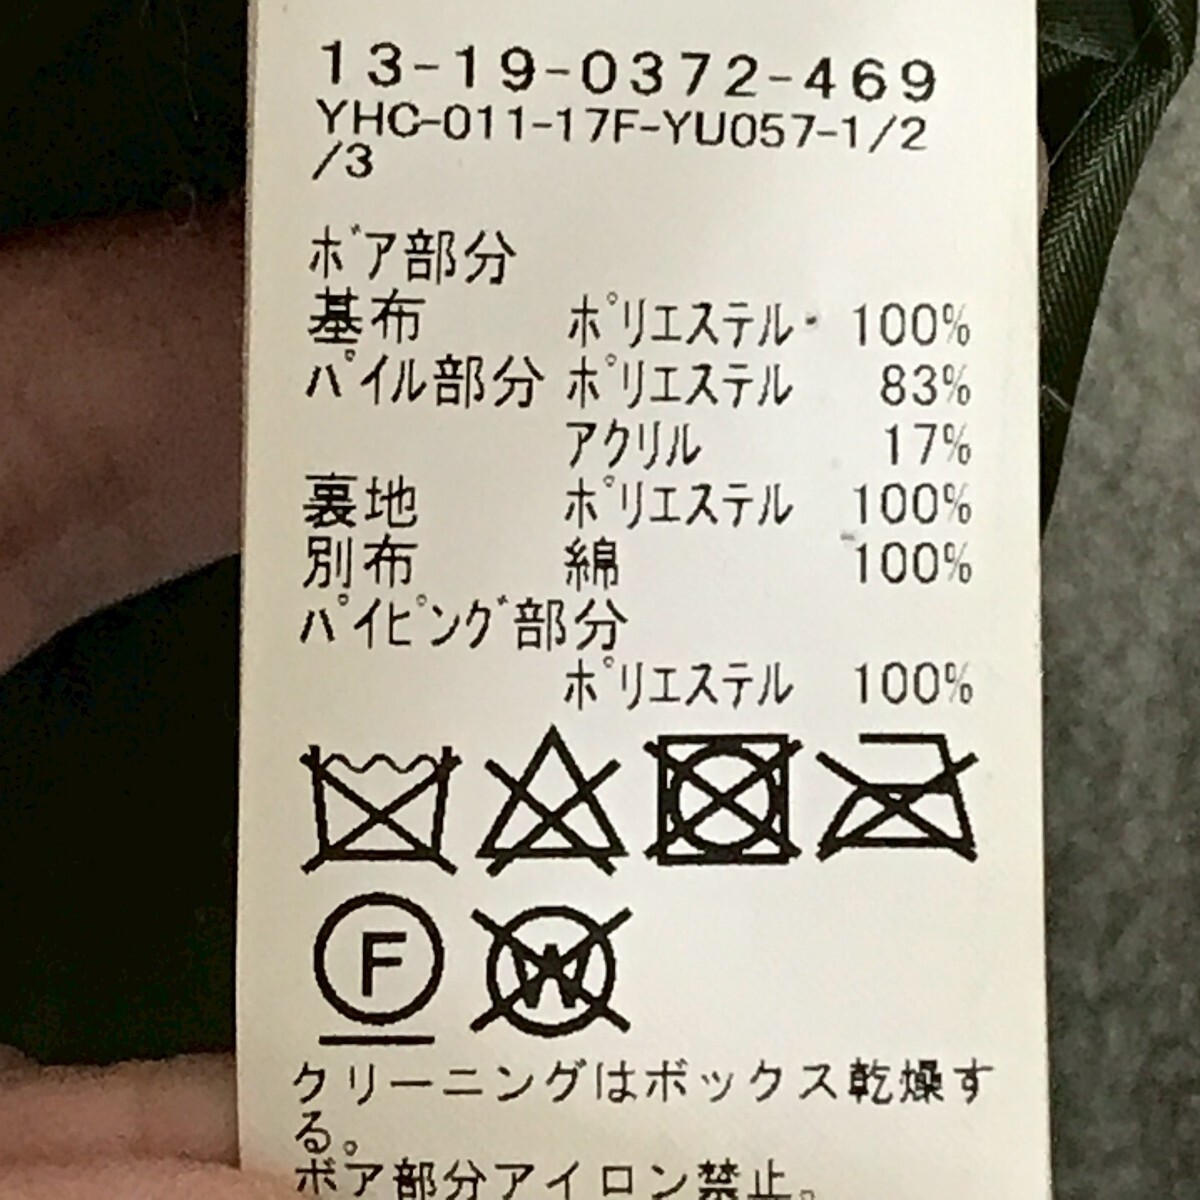 13-19-0372-469
YHC-011-17F-YU057-1/2
/3
ボア部分
基布 ポリエステル 100%
パイル部分 ポリエステル 83%
アクリル 17%
裏地 ポリエステル 100%
別布 綿 100%
パイピング部分
ポリエステル 100%
F W
クリーニングはボックス乾燥す
る。
ボア部分アイロン禁止。